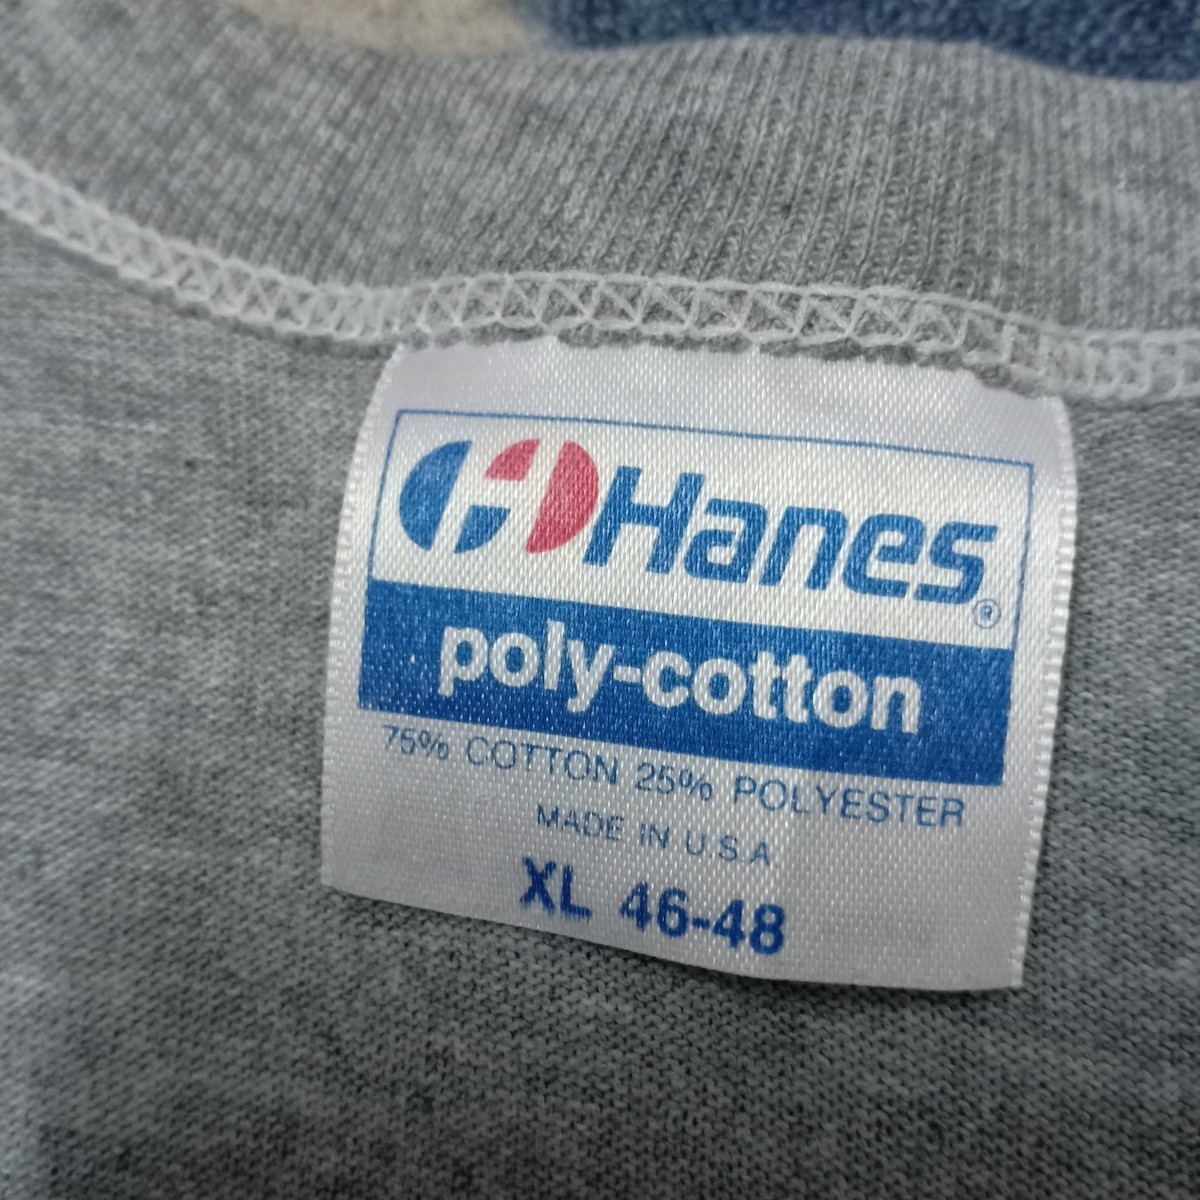 Hanes®
poly-cotton
75% COTTON 25% POLYESTER
MADE IN U.S.A
XL 46-48